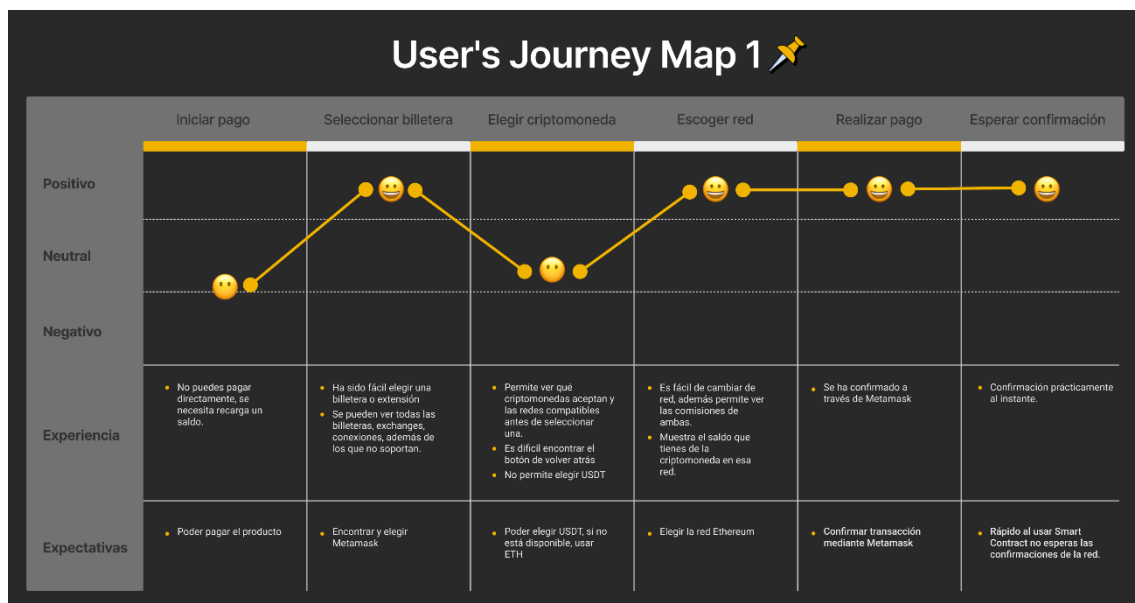 User's Journey Map 1
Iniciar pago
Seleccionar billetera
Elegir criptomoneda
Escoger red
Realizar pago
Esperar confirmación
Positivo
Neutral
Negativo
Experiencia
No puedes pagar
directamente, se
necesita recarga un
saldo.
Ha sido fácil elegir una
billetera o extensión
Se pueden ver todas las
billeteras, exchanges,
conexiones, además de
los que no soportan.
Permite ver qué
criptomonedas aceptan y
las redes compatibles
antes de seleccionar
una.
Es dificil encontrar el
botón de volver atrás
No permite elegir USDT
Es fácil de cambiar de
red, además permite ver
las comisiones de
ambas.
Muestra el saldo que
tienes de la
criptomoneda en esa
red.
Se ha confirmado a
través de Metamask
Confirmación prácticamente
al instante.
Expectativas
Poder pagar el producto
Encontrar y elegir
Metamask
Poder elegir USDT, si no
está disponible, usar
ETH
Elegir la red Ethereum
Confirmar transacción
mediante Metamask
Rápido al usar Smart
Contract no esperas las
confirmaciones de la red.